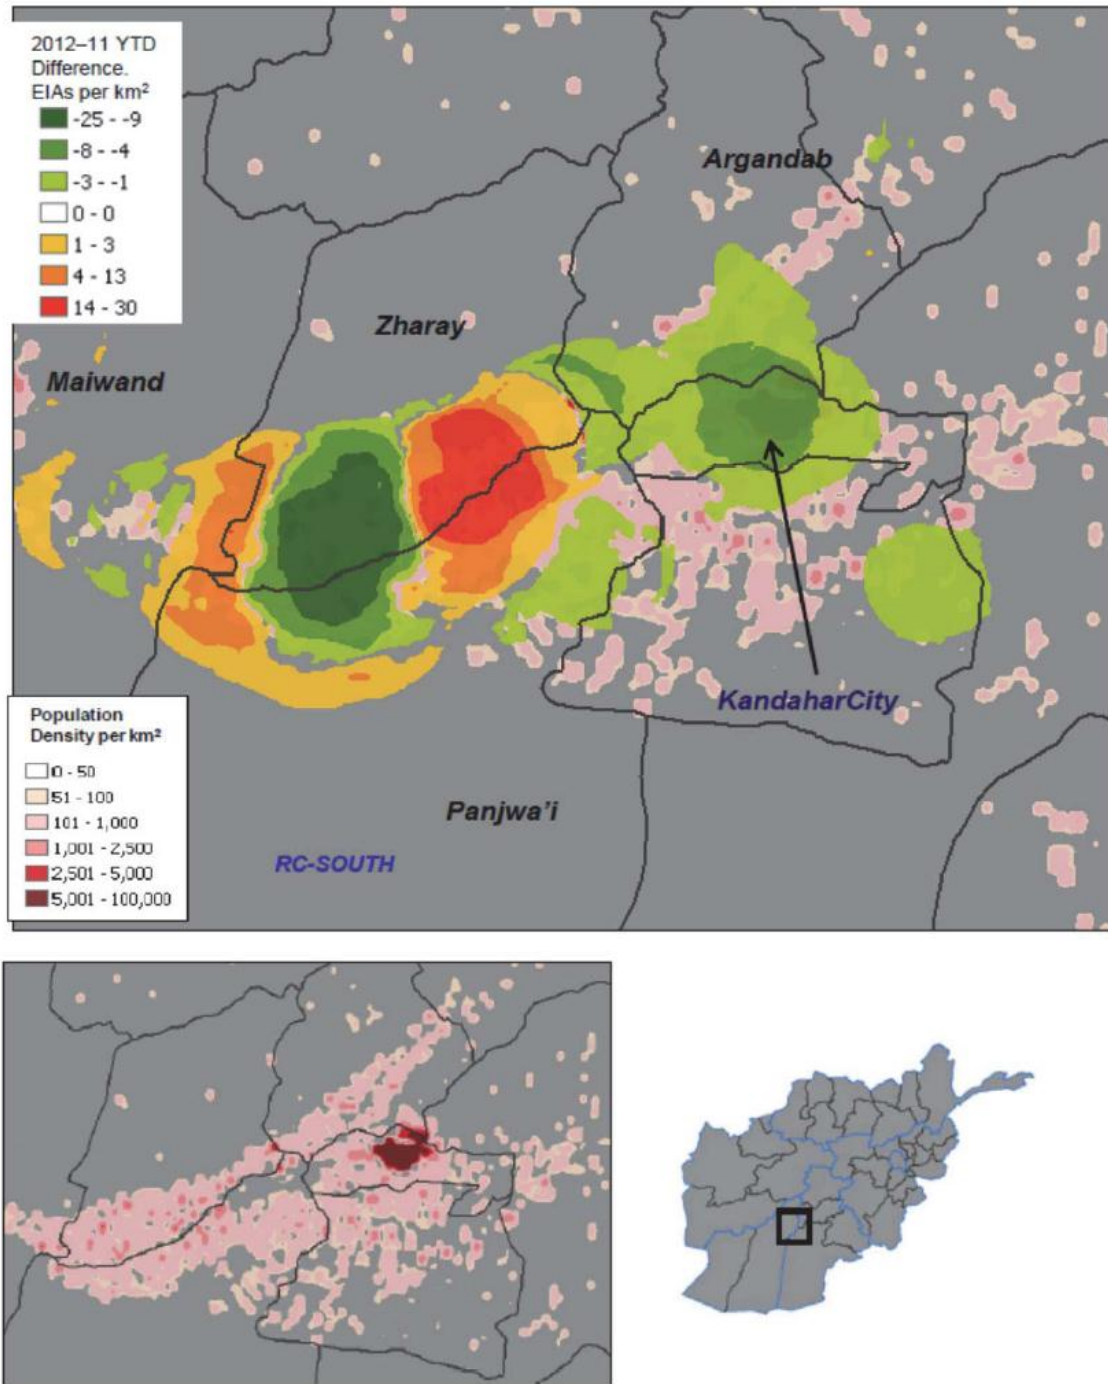 2012–11 YTD
Difference.
EIAs per km²
-25 - -9
-8 - -4
-3 - -1
0 - 0
1 - 3
4 - 13
14 - 30
Argandab
Zharay
Maiwand
KandaharCity
Population
Density per km²
0 - 50
51 - 100
101 - 1,000
1,001 - 2,500
2,501 - 5,000
5,001 - 100,000
Panjwa'i
RC-SOUTH